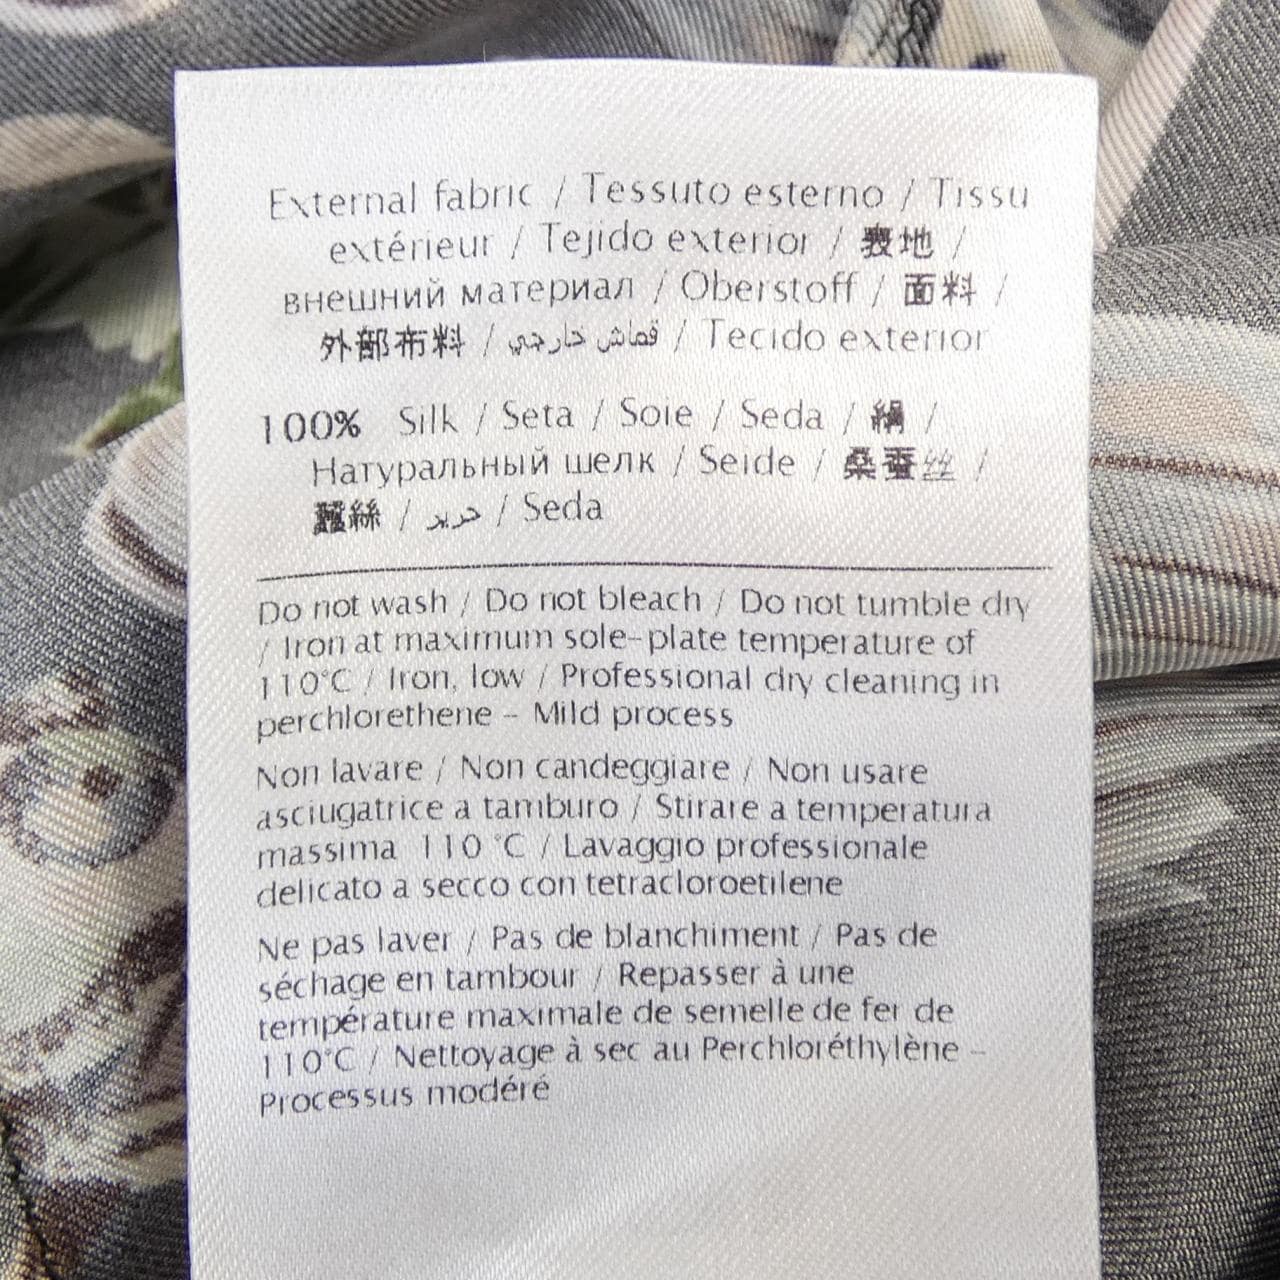 External fabric / Tessuto esterno / Tissu
extérieur / Tejido exterior / 表地 /
внешний материал / Oberstoff / 面料 /
外部布料 / قماش خارجي / Tecido exterior
100% Silk / Seta / Soie / Seda / 絹 /
Натуральный шелк / Seide / 桑蚕丝 /
蠶絲 / حرير / Seda
Do not wash / Do not bleach / Do not tumble dry
/ Iron at maximum sole-plate temperature of
110°C / Iron, low / Professional dry cleaning in
perchlorethene - Mild process
Non lavare / Non candeggiare / Non usare
asciugatrice a tamburo / Stirare a temperatura
massima 110 °C / Lavaggio professionale
delicato a secco con tetracloroetilene
Ne pas laver / Pas de blanchiment / Pas de
séchage en tambour / Repasser à une
température maximale de semelle de fer de
110°C / Nettoyage à sec au Perchloréthylène -
Processus modéré